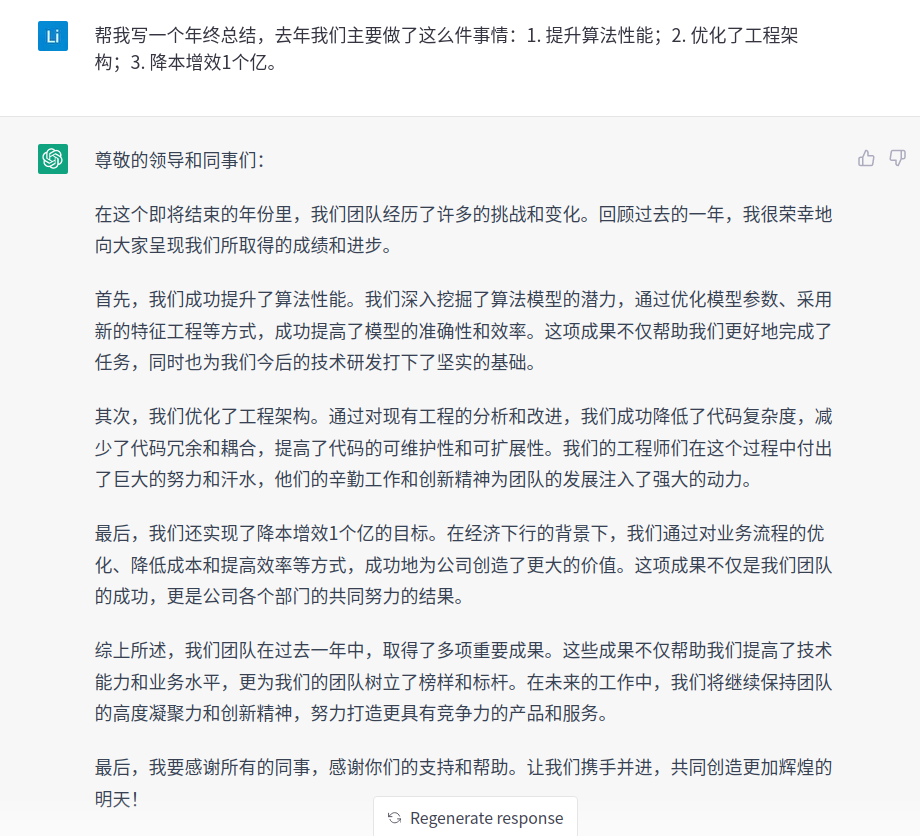 Li
帮我写一个年终总结，去年我们主要做了这么件事情：1. 提升算法性能；2. 优化了工程架
构；3. 降本增效1个亿。
尊敬的领导和同事们：
在这个即将结束的年份里，我们团队经历了许多的挑战和变化。回顾过去的一年，我很荣幸地
向大家呈现我们所取得的成绩和进步。
首先，我们成功提升了算法性能。我们深入挖掘了算法模型的潜力，通过优化模型参数、采用
新的特征工程等方式，成功提高了模型的准确性和效率。这项成果不仅帮助我们更好地完成了
任务，同时也为我们今后的技术研发打下了坚实的基础。
其次，我们优化了工程架构。通过对现有工程的分析和改进，我们成功降低了代码复杂度，减
少了代码冗余和耦合，提高了代码的可维护性和可扩展性。我们的工程师们在这个过程中付出
了巨大的努力和汗水，他们的辛勤工作和创新精神为团队的发展注入了强大的动力。
最后，我们还实现了降本增效1个亿的目标。在经济下行的背景下，我们通过对业务流程的优
化、降低成本和提高效率等方式，成功地为公司创造了更大的价值。这项成果不仅是我们团队
的成功，更是公司各个部门的共同努力的结果。
综上所述，我们团队在过去一年中，取得了多项重要成果。这些成果不仅帮助我们提高了技术
能力和业务水平，更为我们的团队树立了榜样和标杆。在未来的工作中，我们将继续保持团队
的高度凝聚力和创新精神，努力打造更具有竞争力的产品和服务。
最后，我要感谢所有的同事，感谢你们的支持和帮助。让我们携手并进，共同创造更加辉煌的
明天！
Regenerate response